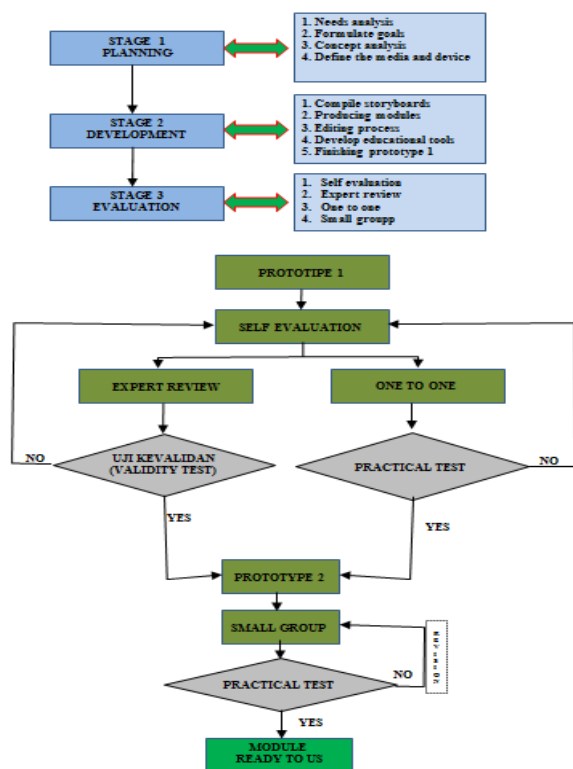 STAGE 1
PLANNING
1. Needs analysis
2. Formulate goals
3. Concept analysis
4. Define the media and device
STAGE 2
DEVELOPMENT
1. Compile storyboards
2. Producing modules
3. Editing process
4. Develop educational tools
5. Finishing prototype 1
STAGE 3
EVALUATION
1. Self evaluation
2. Expert review
3. One to one
4. Small groupp
PROTOTIPE 1
SELF EVALUATION
EXPERT REVIEW
ONE TO ONE
NO
UJI KEVALIDAN
(VALIDITY TEST)
PRACTICAL TEST
NO
YES
YES
PROTOTYPE 2
SMALL GROUP
PRACTICAL TEST
NO
YES
MODULE
READY TO US